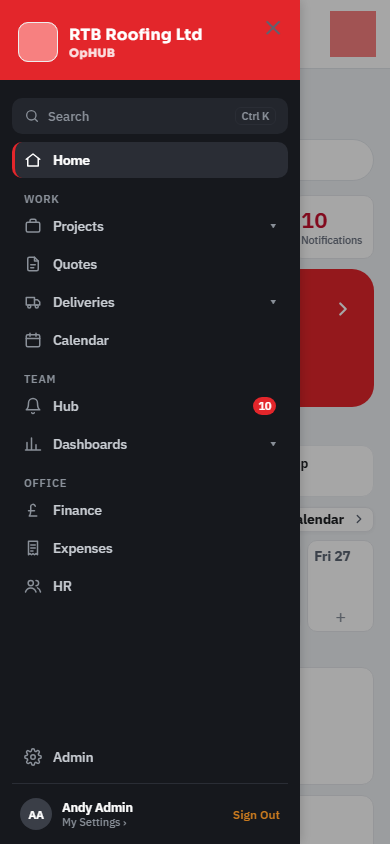 RTB Roofing Ltd
OpHUB
Search
Ctrl K
Home
WORK
Projects
Quotes
Deliveries
Calendar
TEAM
Hub
10
Dashboards
OFFICE
Finance
Expenses
HR
Admin
AA
Andy Admin
My Settings ›
Sign Out
10
Notifications
p
alendar
Fri 27
+